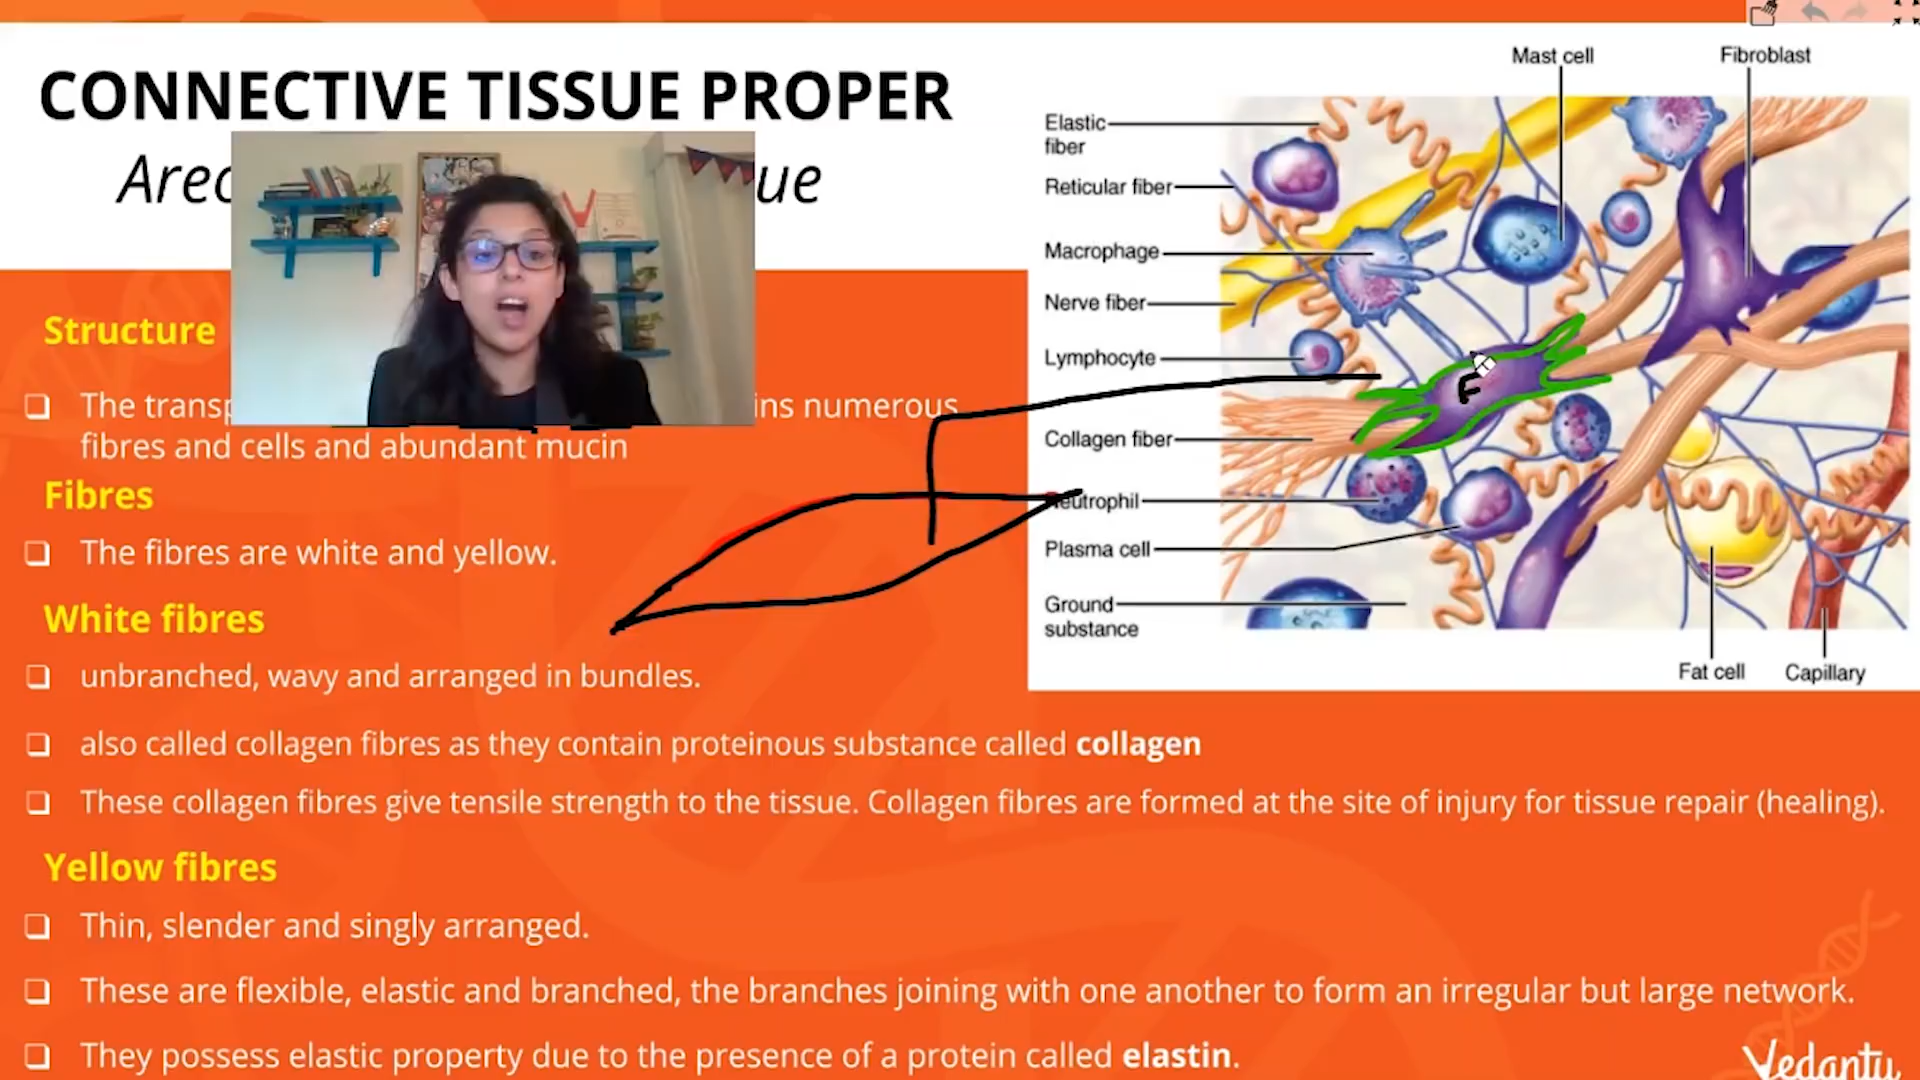 CONNECTIVE TISSUE PROPER
Structure
numerous
fibres and cells and abundant mucin
Fibres
The fibres are white and yellow.
White fibres
unbranched, wavy and arranged in bundles.
also called collagen fibres as they contain proteinous substance called collagen
These collagen fibres give tensile strength to the tissue. Collagen fibres are formed at the site of injury for tissue repair (healing).
Yellow fibres
Thin, slender and singly arranged.
These are flexible, elastic and branched, the branches joining with one another to form an irregular but large network.
They possess elastic property due to the presence of a protein called elastin.
Mast cell
Fibroblast
Elastic
fiber
Reticular fiber
Macrophage
Nerve fiber
Lymphocyte
Collagen fiber
Neutrophil
Plasma cell
Ground
substance
Fat cell
Capillary
F
Vedantu